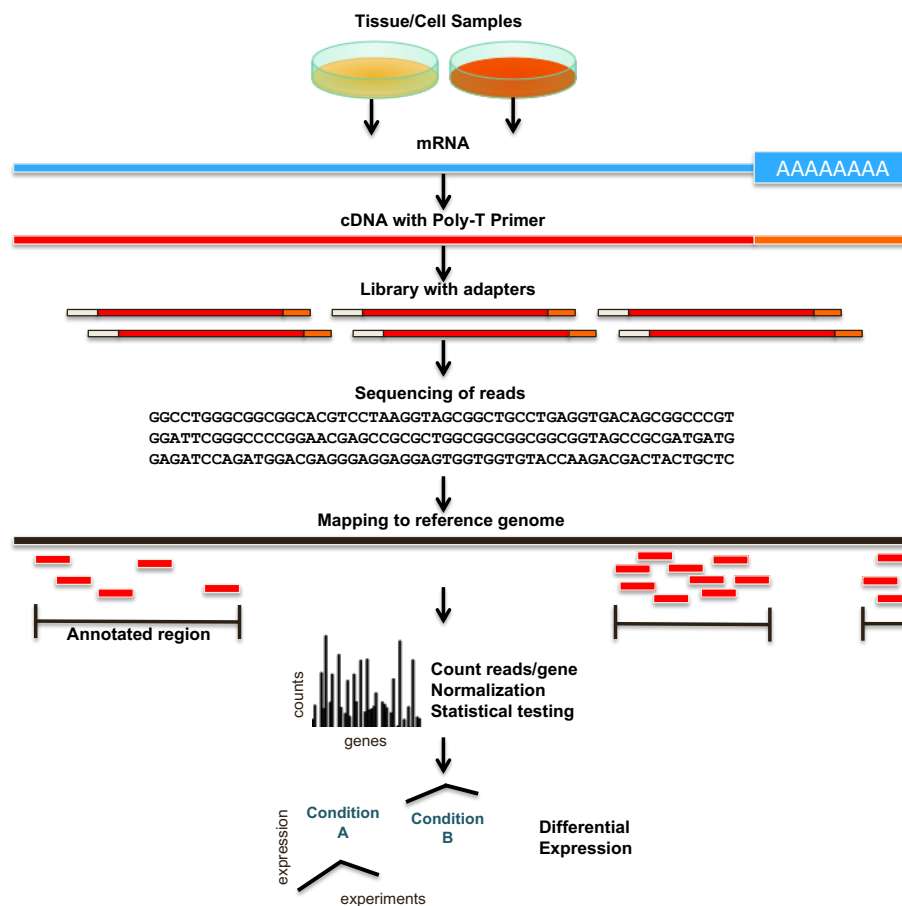 Tissue/Cell Samples
mRNA
AAAAAAAA
cDNA with Poly-T Primer
Library with adapters
Sequencing of reads
GGCCTGGGCGGCGGCACGTCCTAAGGTAGCGGCTGCCTGAGGTGACAGCGGCCCGT
GGATTCGGGCCCCGGAACGAGCCGCGCTGGCGGCGGCGGCGGTAGCCGCGATGATG
GAGATCCAGATGGACGAGGGAGGAGGAGTGGTGGTGTACCAAGACGACTACTGCTC
Mapping to reference genome
Annotated region
counts
genes
Count reads/gene
Normalization
Statistical testing
expression
Condition
A
Condition
B
experiments
Differential
Expression